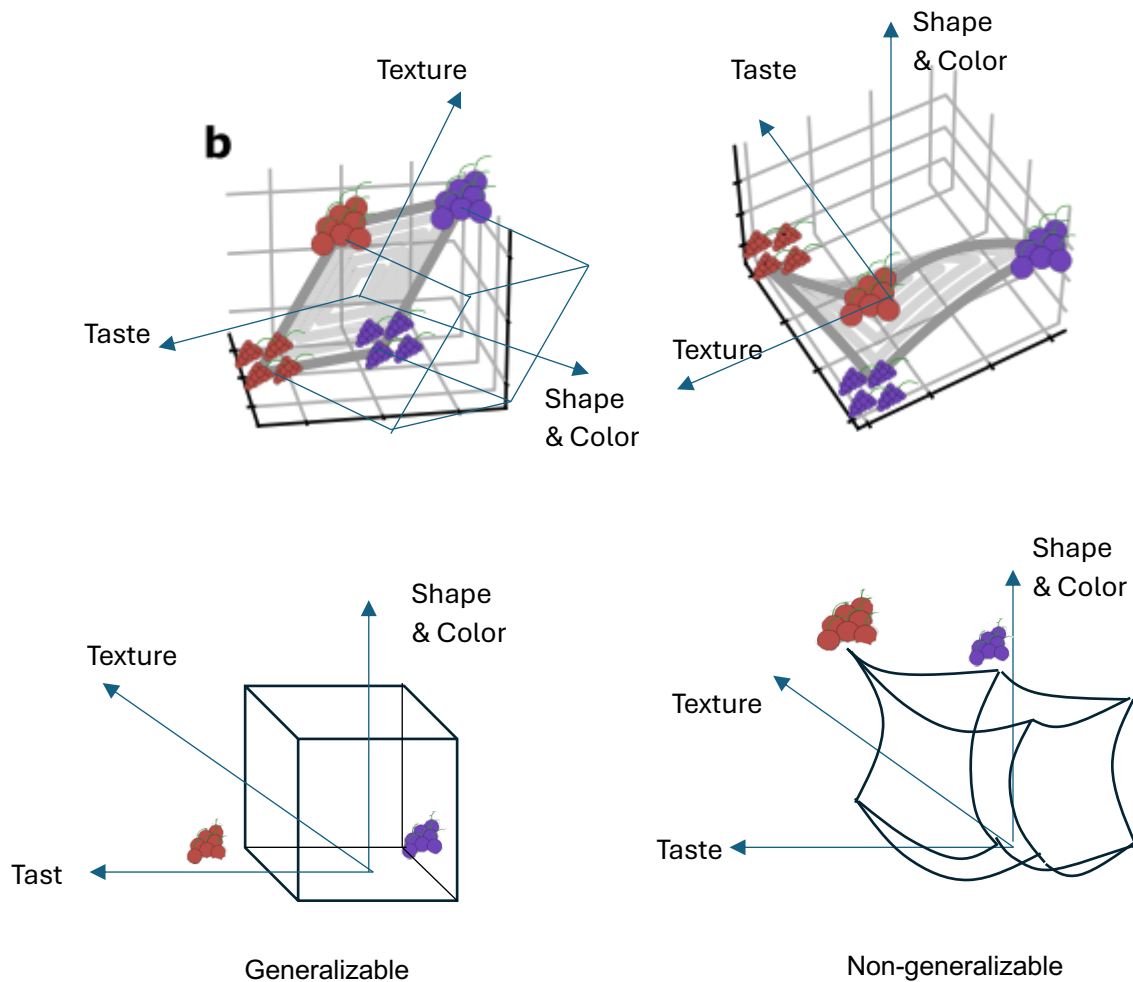 Shape
& Color
Texture
Taste
b
Taste
Texture
Shape
& Color
Shape
& Color
Shape
& Color
Texture
Texture
Taste
Tast
Generalizable
Non-generalizable